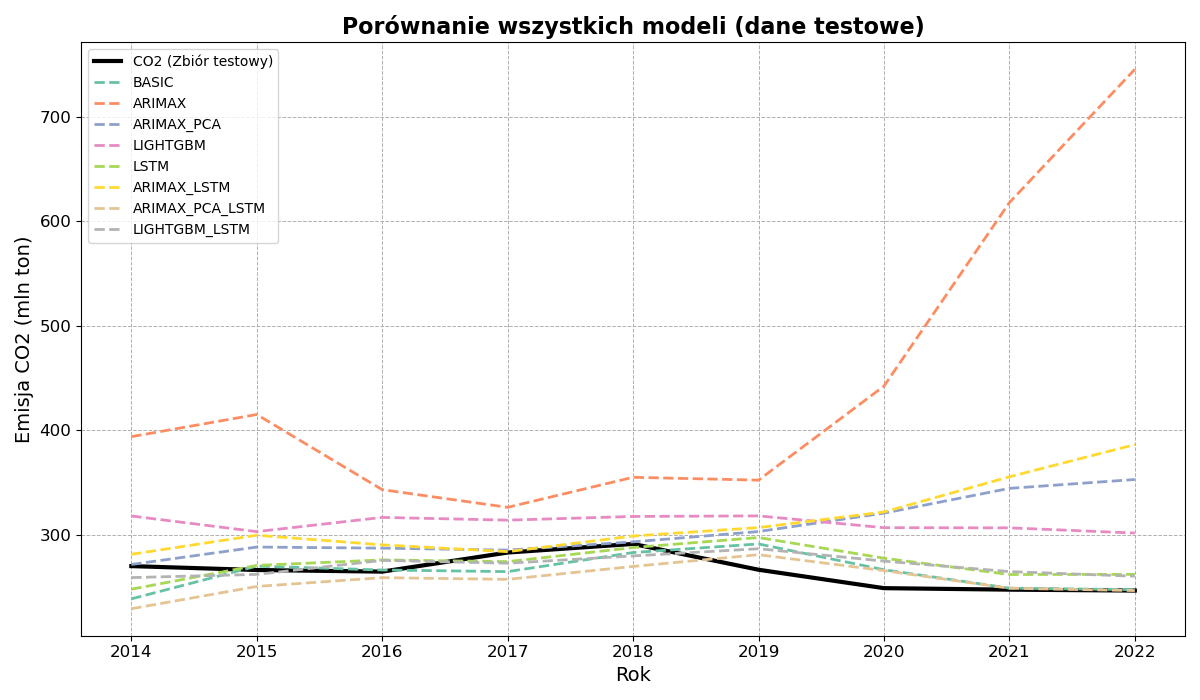 Porównanie wszystkich modeli (dane testowe)
CO2 (Zbiór testowy)
BASIC
ARIMAX
ARIMAX_PCA
LIGHTGBM
LSTM
ARIMAX_LSTM
ARIMAX_PCA_LSTM
LIGHTGBM_LSTM
Emisja CO2 (mln ton)
700
600
500
400
300
2014 2015 2016 2017 2018 2019 2020 2021 2022
Rok